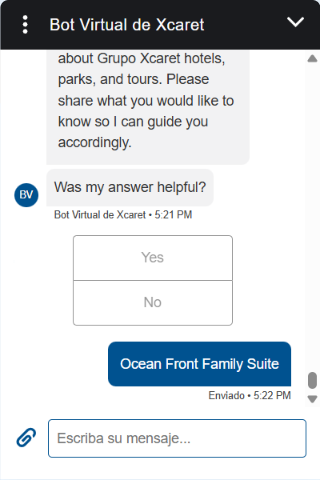 Bot Virtual de Xcaret
about Grupo Xcaret hotels,
parks, and tours. Please
share what you would like to
know so I can guide you
accordingly.
Was my answer helpful?
BV
Bot Virtual de Xcaret • 5:21 PM
Yes
No
Ocean Front Family Suite
Enviado • 5:22 PM
Escriba su mensaje...